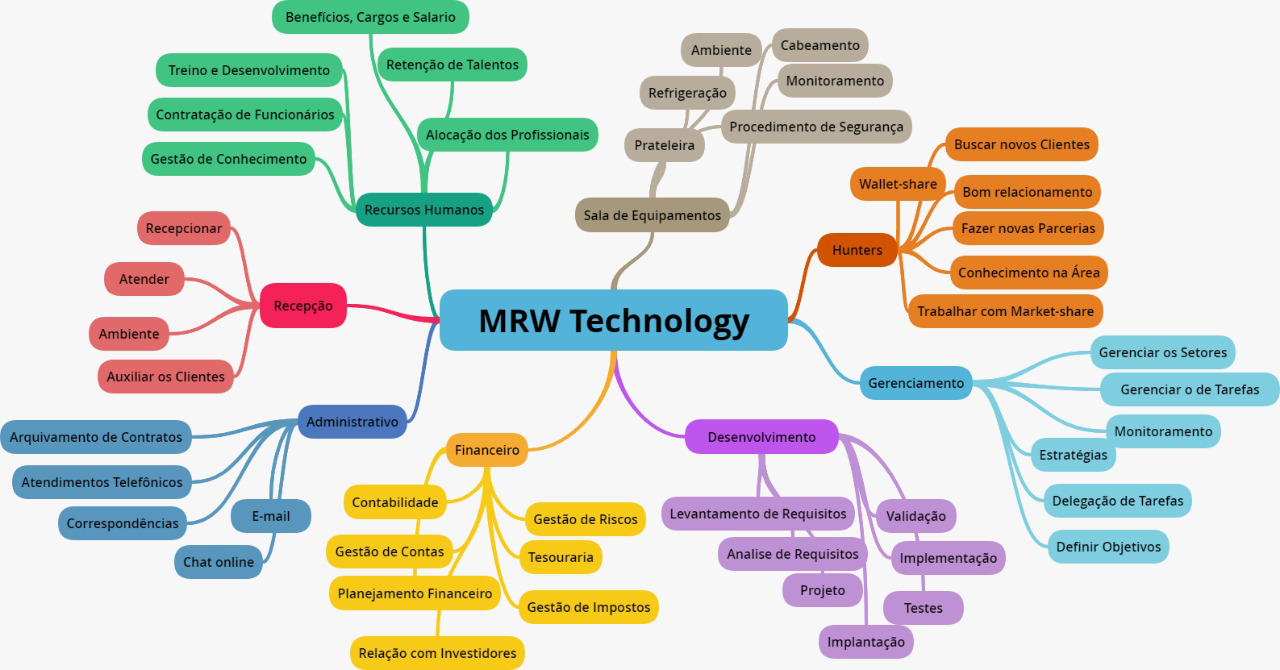 Benefícios, Cargos e Salario
Retenção de Talentos
Treino e Desenvolvimento
Contratação de Funcionários
Alocação dos Profissionais
Gestão de Conhecimento
Recursos Humanos
Ambiente
Cabeamento
Refrigeração
Monitoramento
Procedimento de Segurança
Prateleira
Sala de Equipamentos
Buscar novos Clientes
Wallet-share
Bom relacionamento
Fazer novas Parcerias
Hunters
Conhecimento na Área
Trabalhar com Market-share
Recepcionar
Atender
Recepção
Ambiente
Auxiliar os Clientes
MRW Technology
Gerenciar os Setores
Gerenciamento
Gerenciar o de Tarefas
Monitoramento
Estratégias
Delegação de Tarefas
Definir Objetivos
Administrativo
Arquivamento de Contratos
Atendimentos Telefônicos
Correspondências
E-mail
Chat online
Financeiro
Contabilidade
Gestão de Riscos
Gestão de Contas
Tesouraria
Planejamento Financeiro
Gestão de Impostos
Relação com Investidores
Desenvolvimento
Levantamento de Requisitos
Validação
Analise de Requisitos
Implementação
Projeto
Testes
Implantação